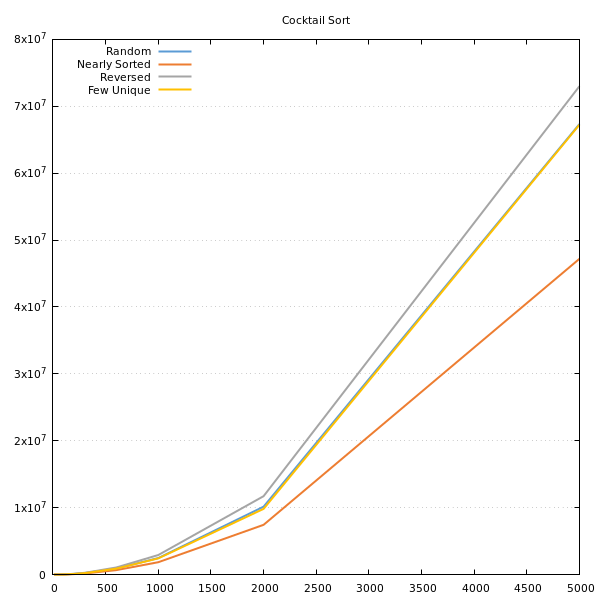 Cocktail Sort
8x10⁷
Random
Nearly Sorted
Reversed
Few Unique
7x10⁷
6x10⁷
5x10⁷
4x10⁷
3x10⁷
2x10⁷
1x10⁷
0
0 500 1000 1500 2000 2500 3000 3500 4000 4500 5000